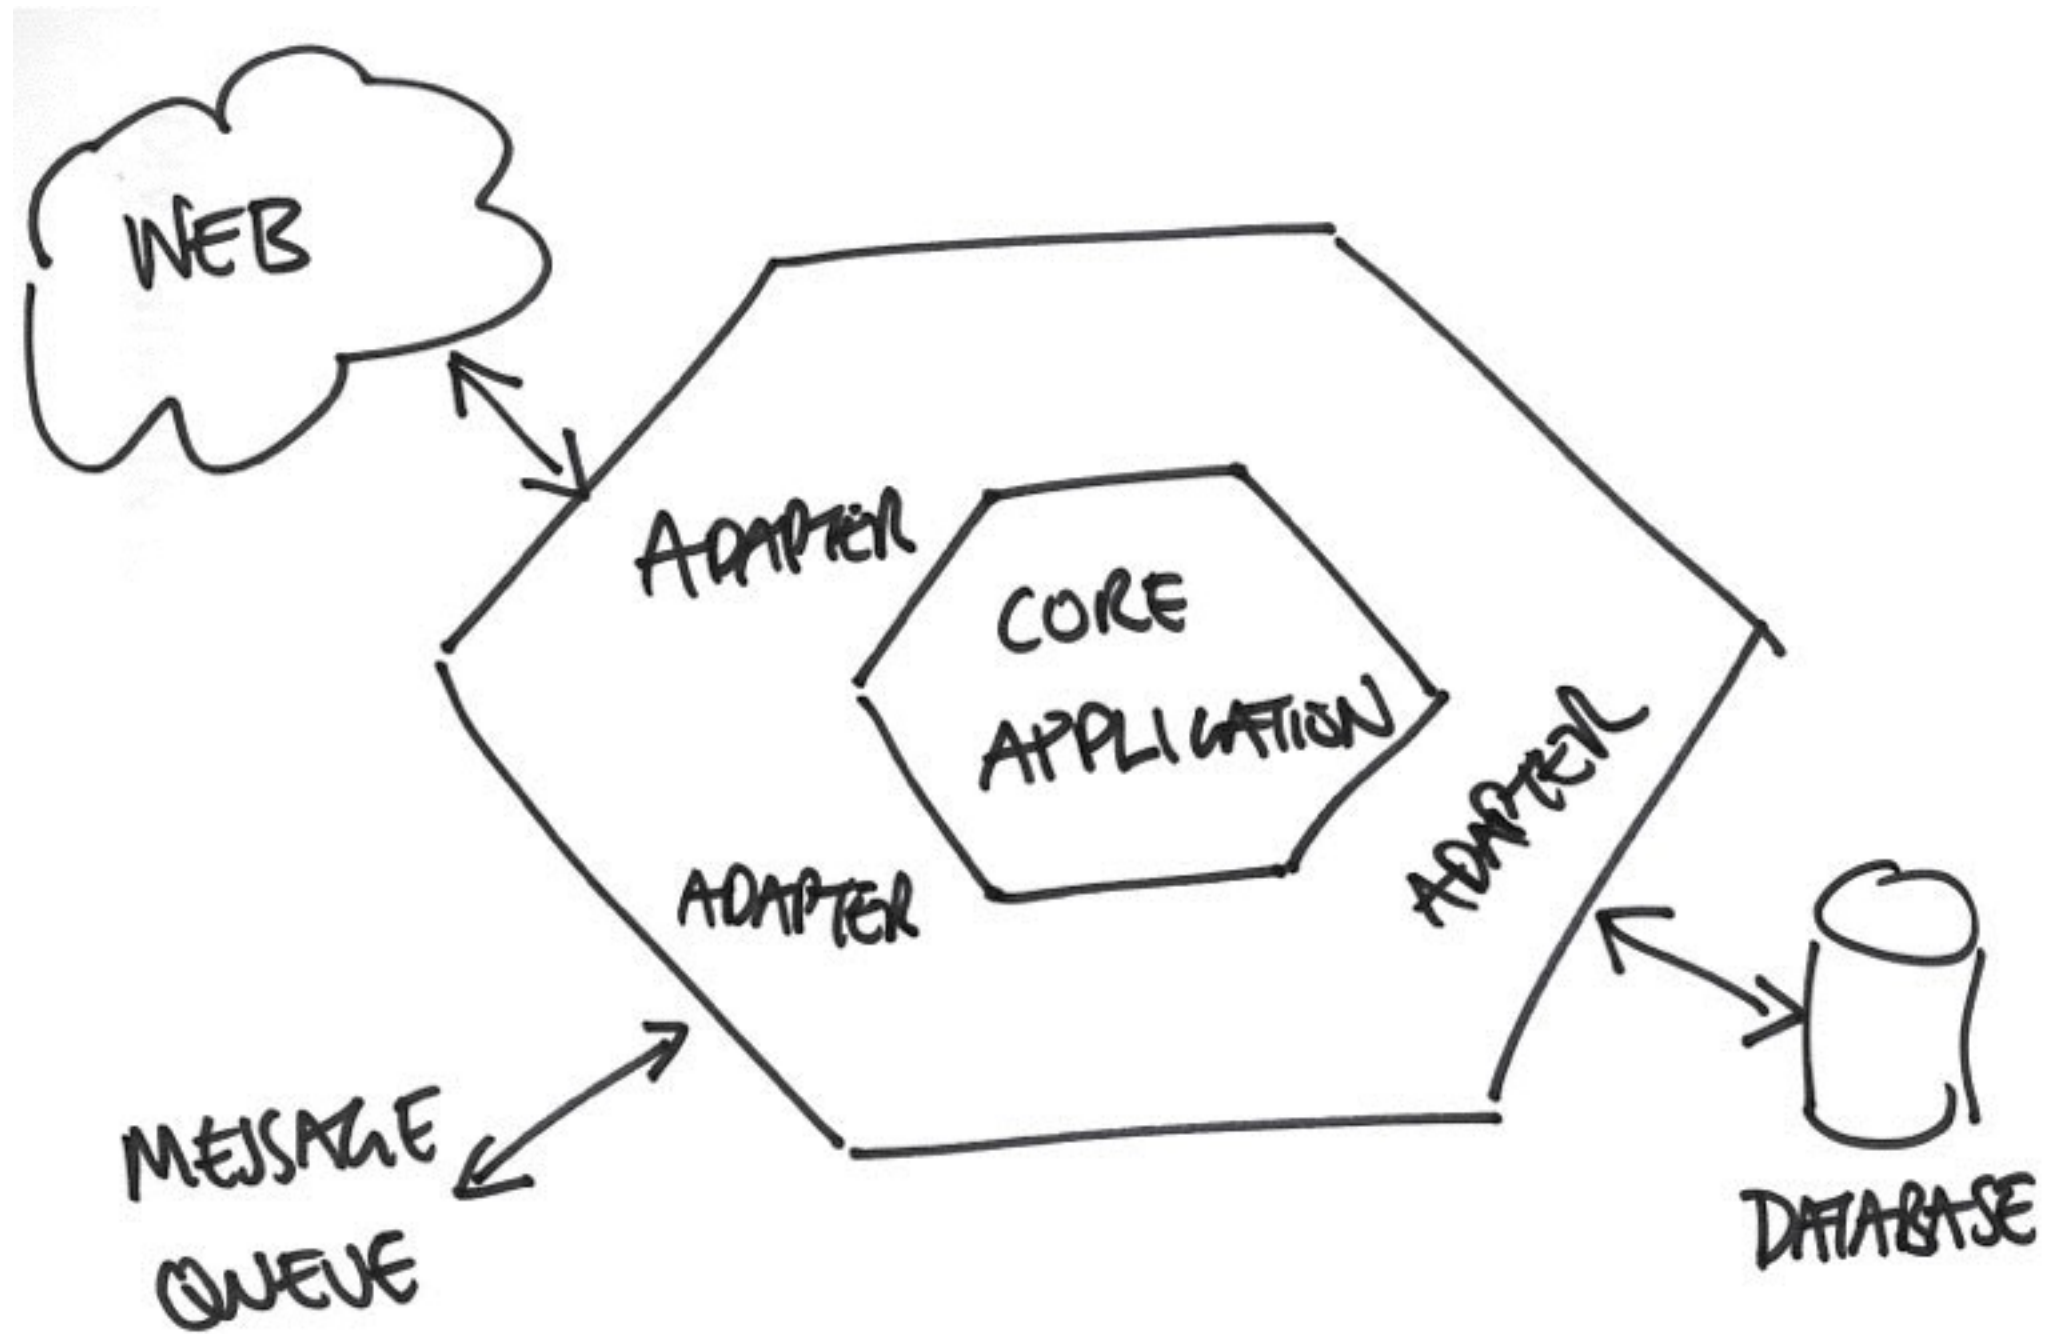 WEB
ADAPTER
CORE
APPLICATION
ADAPTER
ADAPTER
MESSAGE
QUEUE
DATABASE